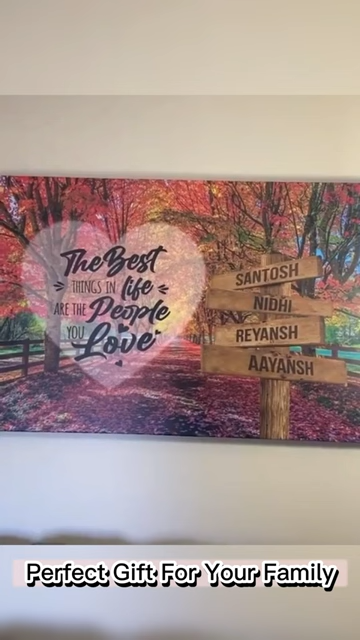 The Best
THINGS IN life
ARE THE People
YOU Love
SANTOSH
NIDHI
REYANSH
AAYANSH
Perfect Gift For Your Family